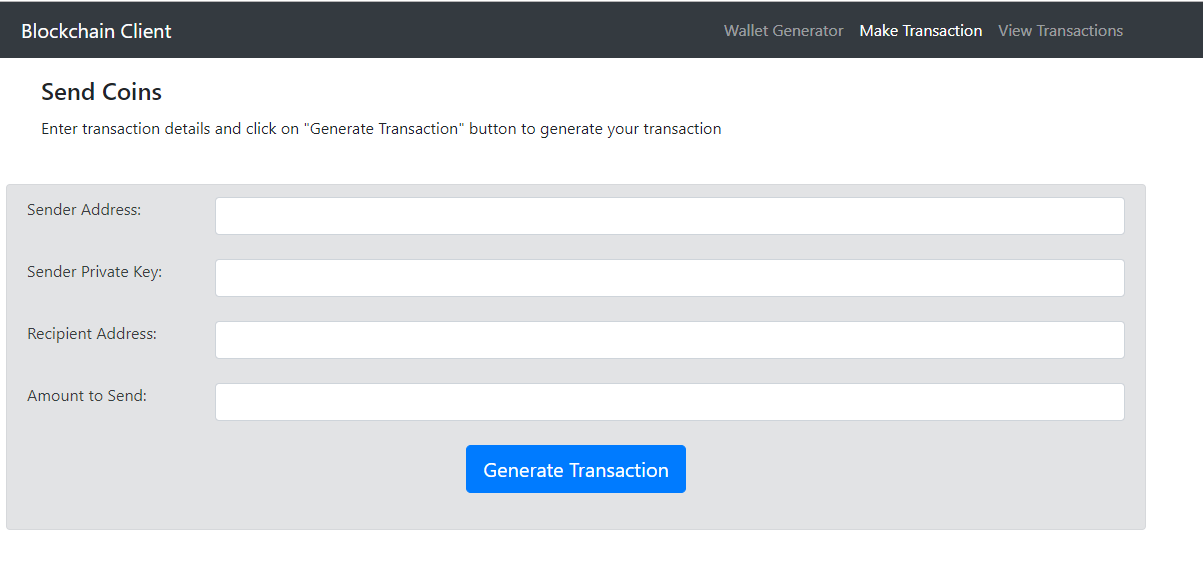 Blockchain Client
Wallet Generator Make Transaction View Transactions
Send Coins
Enter transaction details and click on "Generate Transaction" button to generate your transaction
Sender Address:
Sender Private Key:
Recipient Address:
Amount to Send:
Generate Transaction